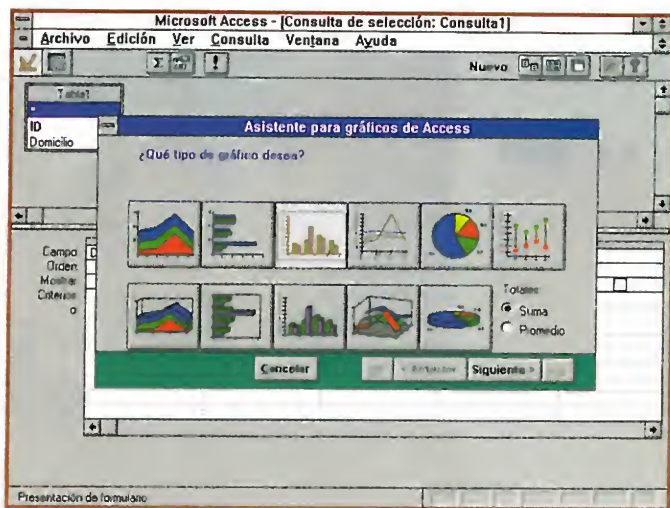 Microsoft Access - [Consulta de selección: Consulta1]
Archivo Edición Ver Consulta Ventana Ayuda
Nuevo
Tabla1
*
ID
Domicilio
Asistente para gráficos de Access
¿Qué tipo de gráfico desea?
Campo:
Orden:
Mostrar:
Criterios:
o:
Totales:
Suma
Promedio
Cancelar
Siguiente >
Presentación de formulario